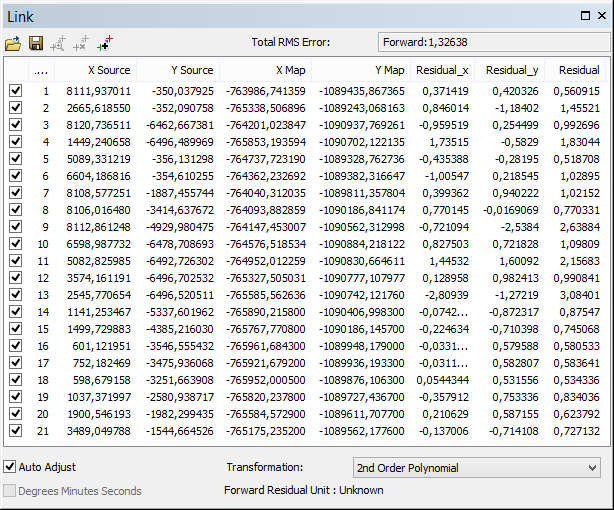 Link
Total RMS Error: Forward:1,32638
.... X Source Y Source X Map Y Map Residual_x Residual_y Residual
1 8111,937011 -350,037925 -763986,741359 -1089435,867365 0,371419 0,420326 0,560915
2 2665,618550 -352,090758 -765338,506896 -1089243,068163 0,846014 -1,18402 1,45521
3 8120,736511 -6462,667381 -764201,023847 -1090937,769261 -0,959519 0,254499 0,992696
4 1449,240658 -6496,489969 -765853,193594 -1090702,122135 1,73515 -0,5829 1,83044
5 5089,331219 -356,131298 -764737,723190 -1089328,762736 -0,435388 -0,28195 0,518708
6 6604,186816 -354,610255 -764362,232692 -1089382,316647 -1,00547 0,218545 1,02895
7 8108,577251 -1887,455744 -764040,312035 -1089811,357804 0,399362 0,940222 1,02152
8 8106,016480 -3414,637672 -764093,882859 -1090186,841174 0,770145 -0,0169069 0,770331
9 8112,861248 -4929,980475 -764147,453007 -1090562,312998 -0,721094 -2,5384 2,63884
10 6598,987732 -6478,708693 -764576,518534 -1090884,218122 0,827503 0,721828 1,09809
11 5082,825985 -6492,726302 -764952,012259 -1090830,664611 1,44532 1,60092 2,15683
12 3574,161191 -6496,702532 -765327,505031 -1090777,107977 0,128958 0,982413 0,990841
13 2545,770654 -6496,520511 -765585,562636 -1090742,121760 -2,80939 -1,27219 3,08401
14 1141,253467 -5337,601962 -765890,215800 -1090406,998300 -0,0742... -0,872317 0,87547
15 1499,729883 -4385,216030 -765767,770800 -1090186,145700 -0,224634 -0,710398 0,745068
16 601,121951 -3546,555432 -765961,684300 -1089948,179000 -0,0331... 0,579588 0,580533
17 752,182469 -3475,936068 -765921,679200 -1089936,193300 -0,0311... 0,582807 0,583641
18 598,679158 -3251,663908 -765952,000500 -1089876,106300 0,0544344 0,531556 0,534336
19 1037,371997 -2580,938717 -765820,237800 -1089727,436700 -0,357912 0,753336 0,834036
20 1900,546193 -1982,299435 -765584,572900 -1089611,707700 0,210629 0,587155 0,623792
21 3489,049788 -1544,664526 -765175,235200 -1089562,177600 -0,137006 -0,714108 0,727132
Auto Adjust Transformation: 2nd Order Polynomial
Degrees Minutes Seconds Forward Residual Unit : Unknown